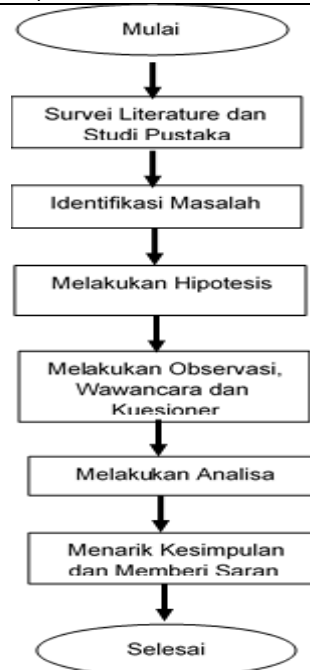 Mulai
Survei Literature dan
Studi Pustaka
Identifikasi Masalah
Melakukan Hipotesis
Melakukan Observasi,
Wawancara dan
Kuesioner
Melakukan Analisa
Menarik Kesimpulan
dan Memberi Saran
Selesai